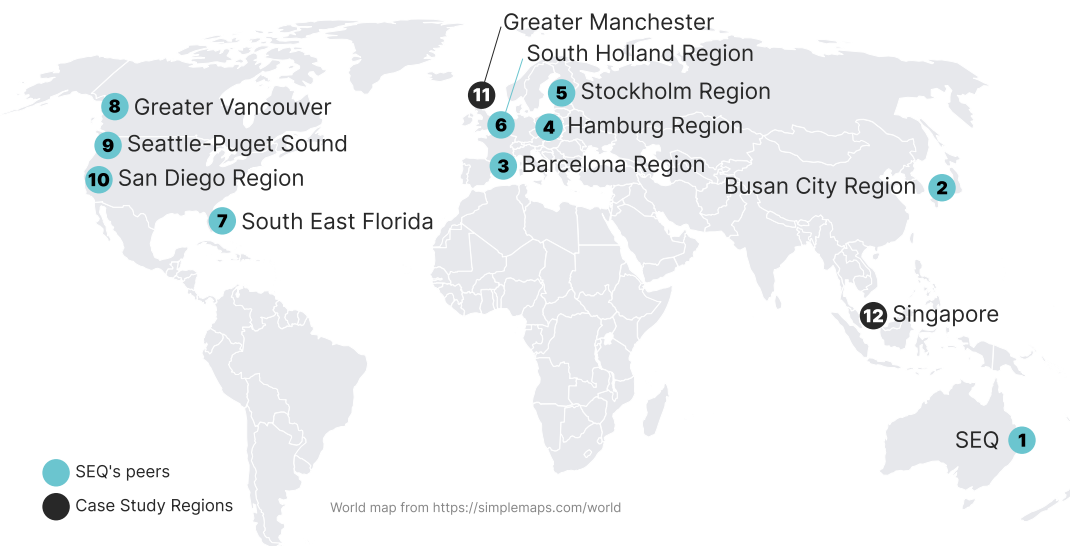 Greater Manchester
South Holland Region
11
5 Stockholm Region
8 Greater Vancouver
6
4 Hamburg Region
9 Seattle-Puget Sound
3 Barcelona Region
10 San Diego Region
Busan City Region 2
7 South East Florida
12 Singapore
SEQ 1
SEQ's peers
Case Study Regions
World map from https://simplemaps.com/world